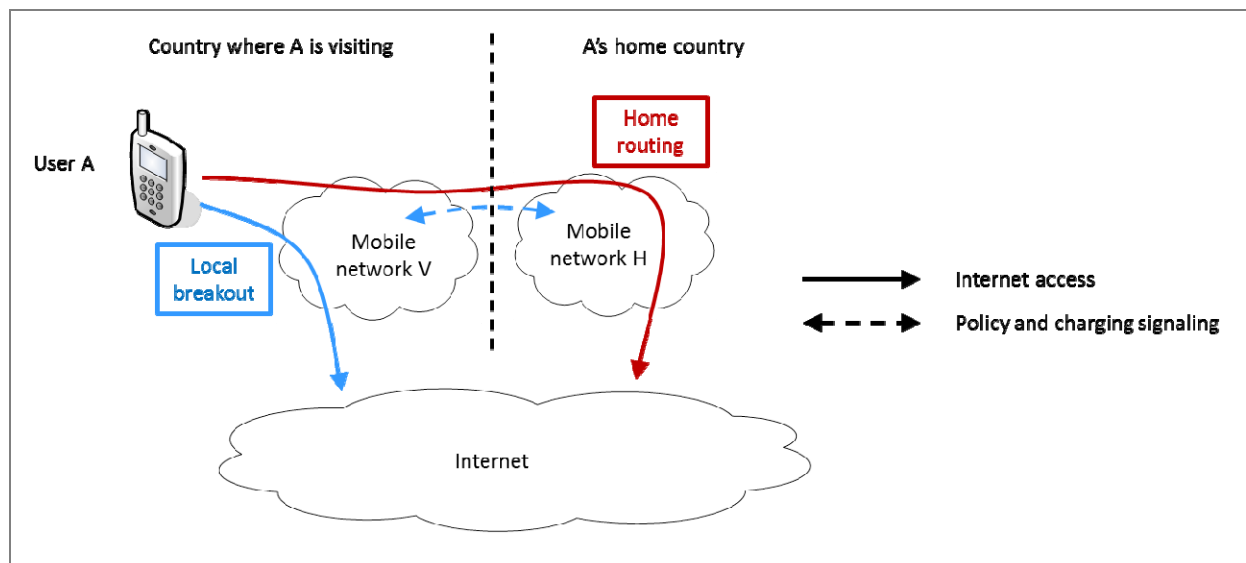 Country where A is visiting
A's home country
User A
Home
routing
Mobile
network V
Mobile
network H
Local
breakout
Internet access
Policy and charging signaling
Internet